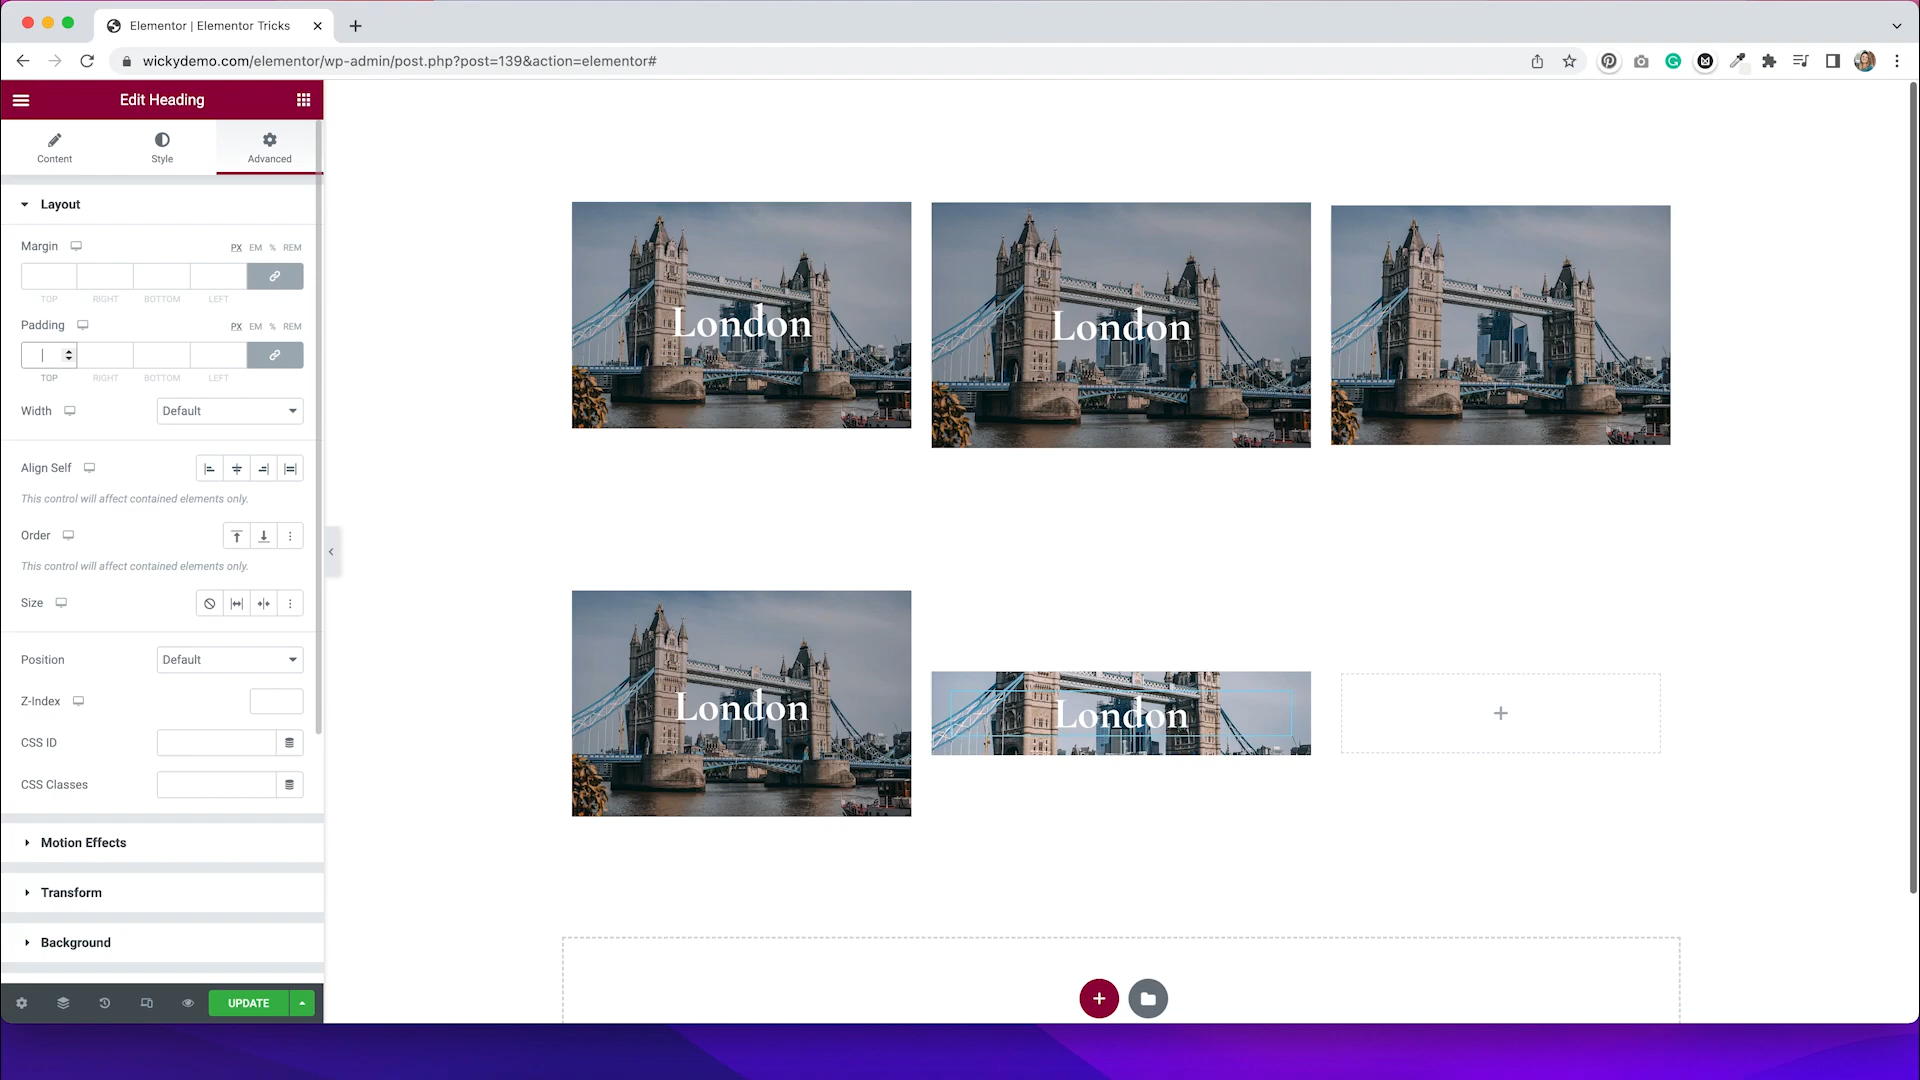 Elementor | Elementor Tricks
wickydemo.com/elementor/wp-admin/post.php?post=139&action=elementor#
Edit Heading
Content
Style
Advanced
Layout
Margin
PX EM % REM
TOP RIGHT BOTTOM LEFT
Padding
PX EM % REM
TOP RIGHT BOTTOM LEFT
Width
Default
Align Self
This control will affect contained elements only.
Order
This control will affect contained elements only.
Size
Position
Default
Z-Index
CSS ID
CSS Classes
Motion Effects
Transform
Background
UPDATE
London
London
London
London